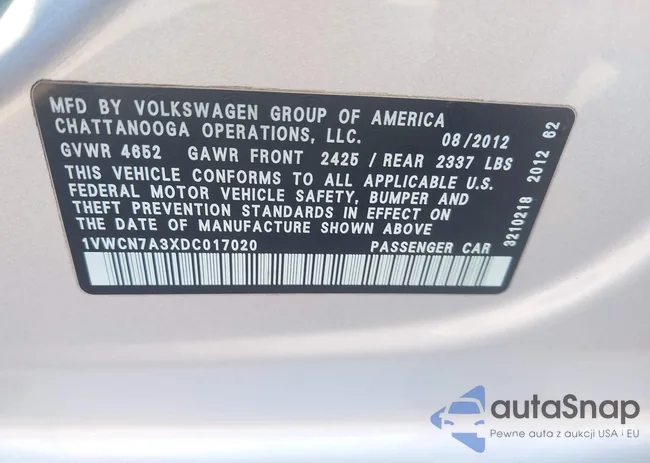 MFD BY VOLKSWAGEN GROUP OF AMERICA
CHATTANOOGA OPERATIONS, LLC. 08/2012
GVWR 4652 GAWR FRONT 2425 / REAR 2337 LBS
THIS VEHICLE CONFORMS TO ALL APPLICABLE U.S.
FEDERAL MOTOR VEHICLE SAFETY, BUMPER AND
THEFT PREVENTION STANDARDS IN EFFECT ON
THE DATE OF MANUFACTURE SHOWN ABOVE
1VWCN7A3XDC017020 PASSENGER CAR
3210218 2012 62
autaSnap
Pewne auta z aukcji USA i EU